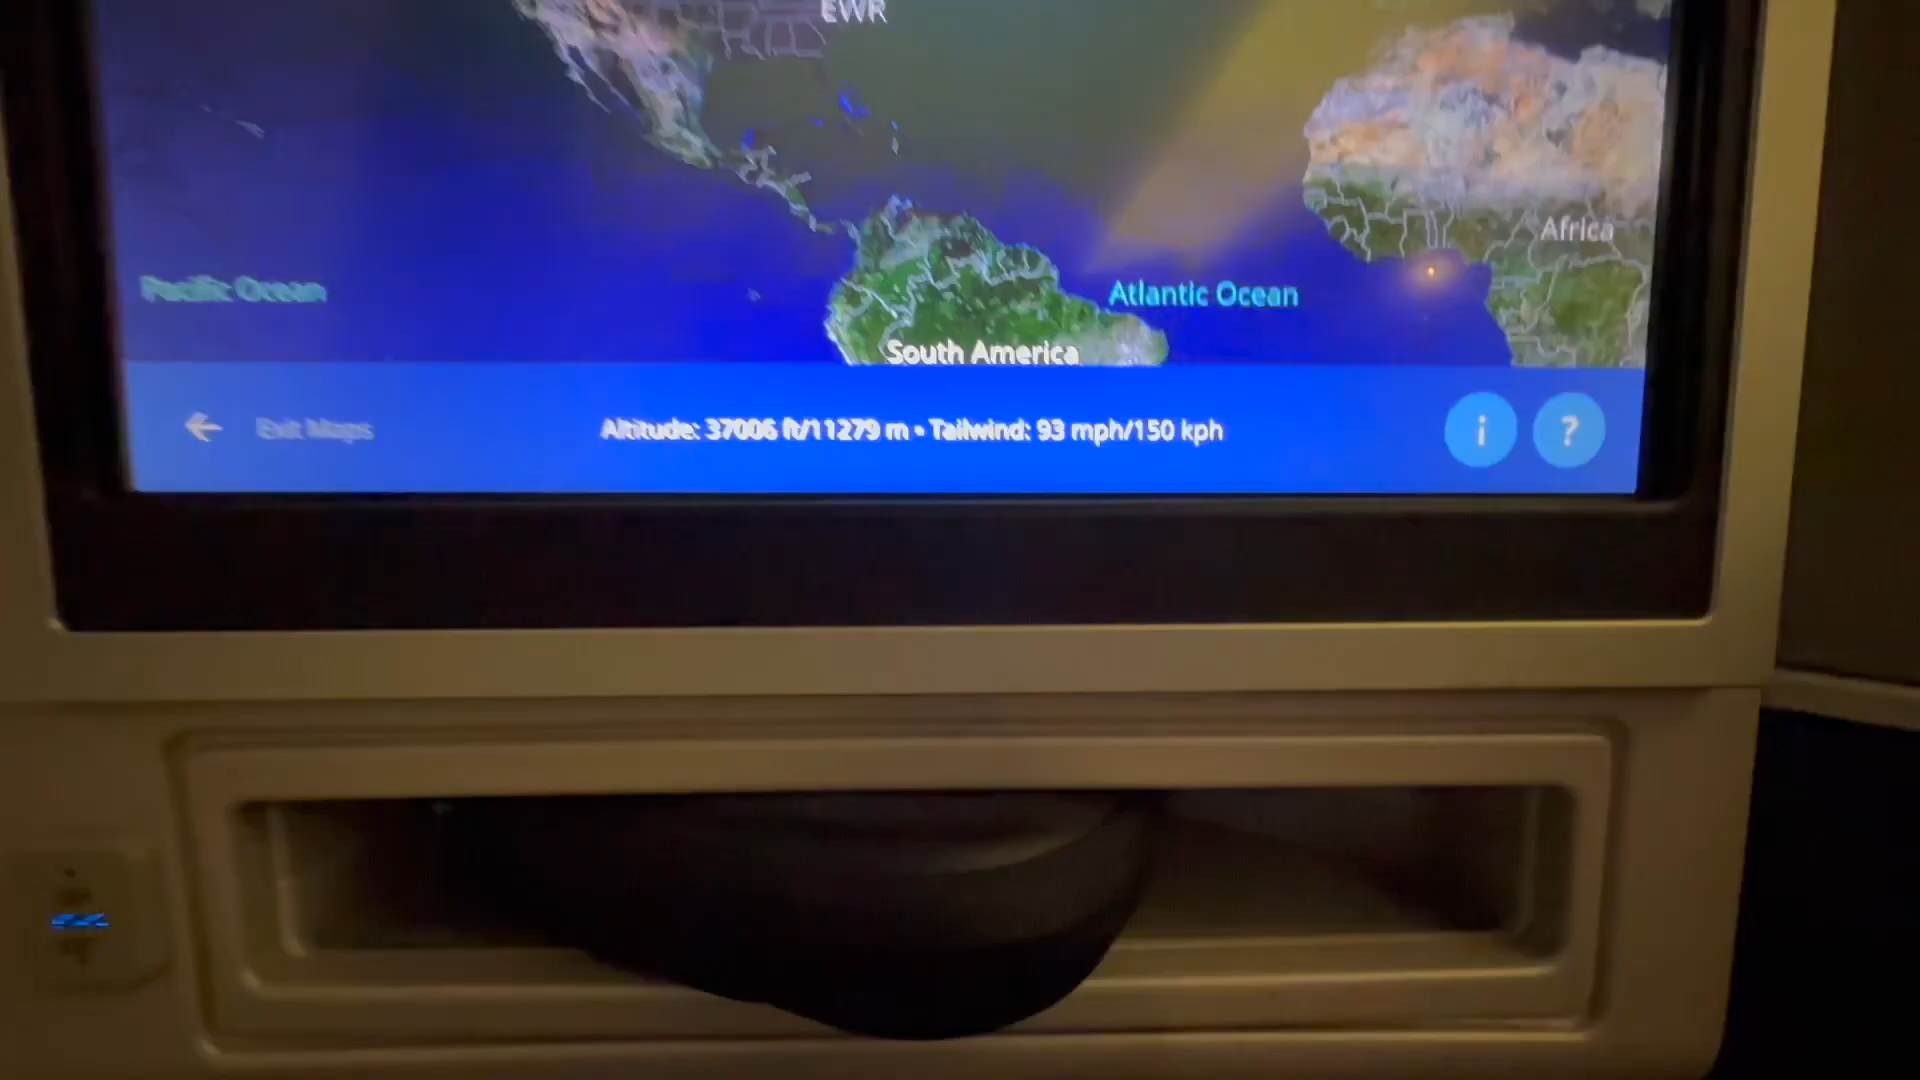 EWR
Africa
Pacific Ocean
Atlantic Ocean
South America
Exit Maps
Altitude: 37006 ft/11279 m • Tailwind: 93 mph/150 kph
i
?